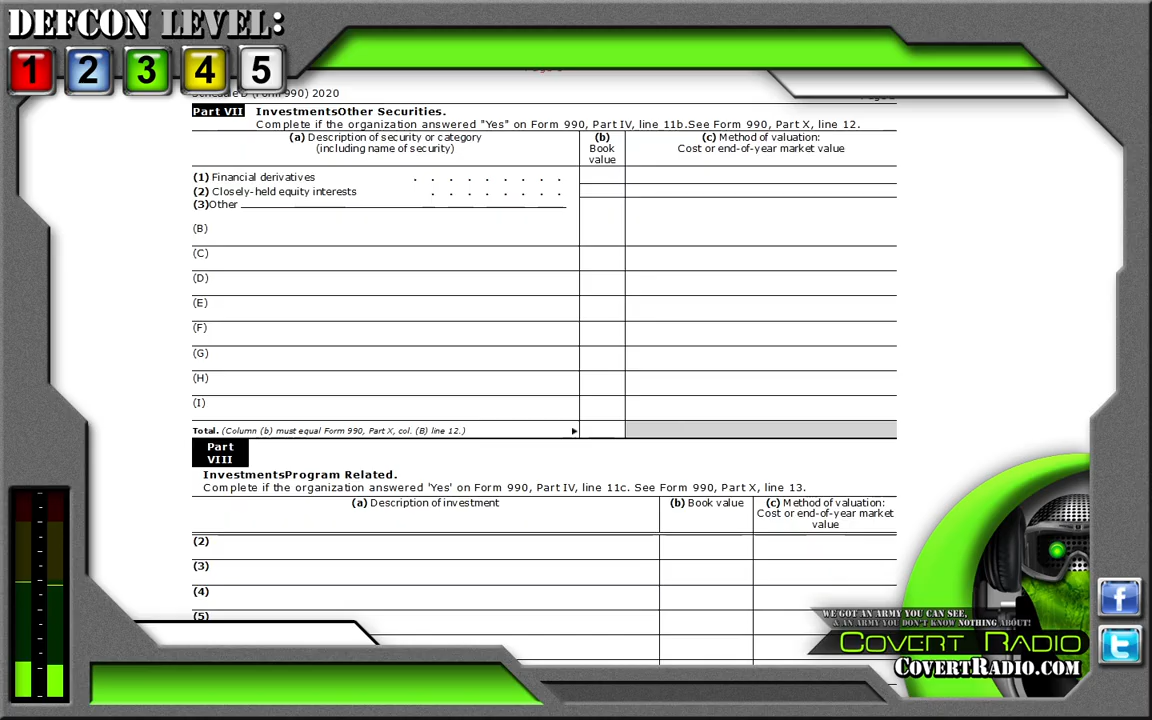 DEFCON LEVEL:
1 2 3 4 5
Schedule D (Form 990) 2020
Part VII InvestmentsOther Securities.
Complete if the organization answered "Yes" on Form 990, Part IV, line 11b.See Form 990, Part X, line 12.
(a) Description of security or category
(including name of security)
(b)
Book
value
(c) Method of valuation:
Cost or end-of-year market value
(1) Financial derivatives . . . . . . . . .
(2) Closely-held equity interests . . . . . . . .
(3)Other
(B)
(C)
(D)
(E)
(F)
(G)
(H)
(I)
Total. (Column (b) must equal Form 990, Part X, col. (B) line 12.)
Part
VIII
InvestmentsProgram Related.
Complete if the organization answered 'Yes' on Form 990, Part IV, line 11c. See Form 990, Part X, line 13.
(a) Description of investment
(b) Book value
(c) Method of valuation:
Cost or end-of-year market
value
(2)
(3)
(4)
(5)
WE GOT AN ARMY YOU CAN SEE,
& AN ARMY YOU DON'T KNOW NOTHING ABOUT!
COVERT RADIO
COVERTRADIO.COM